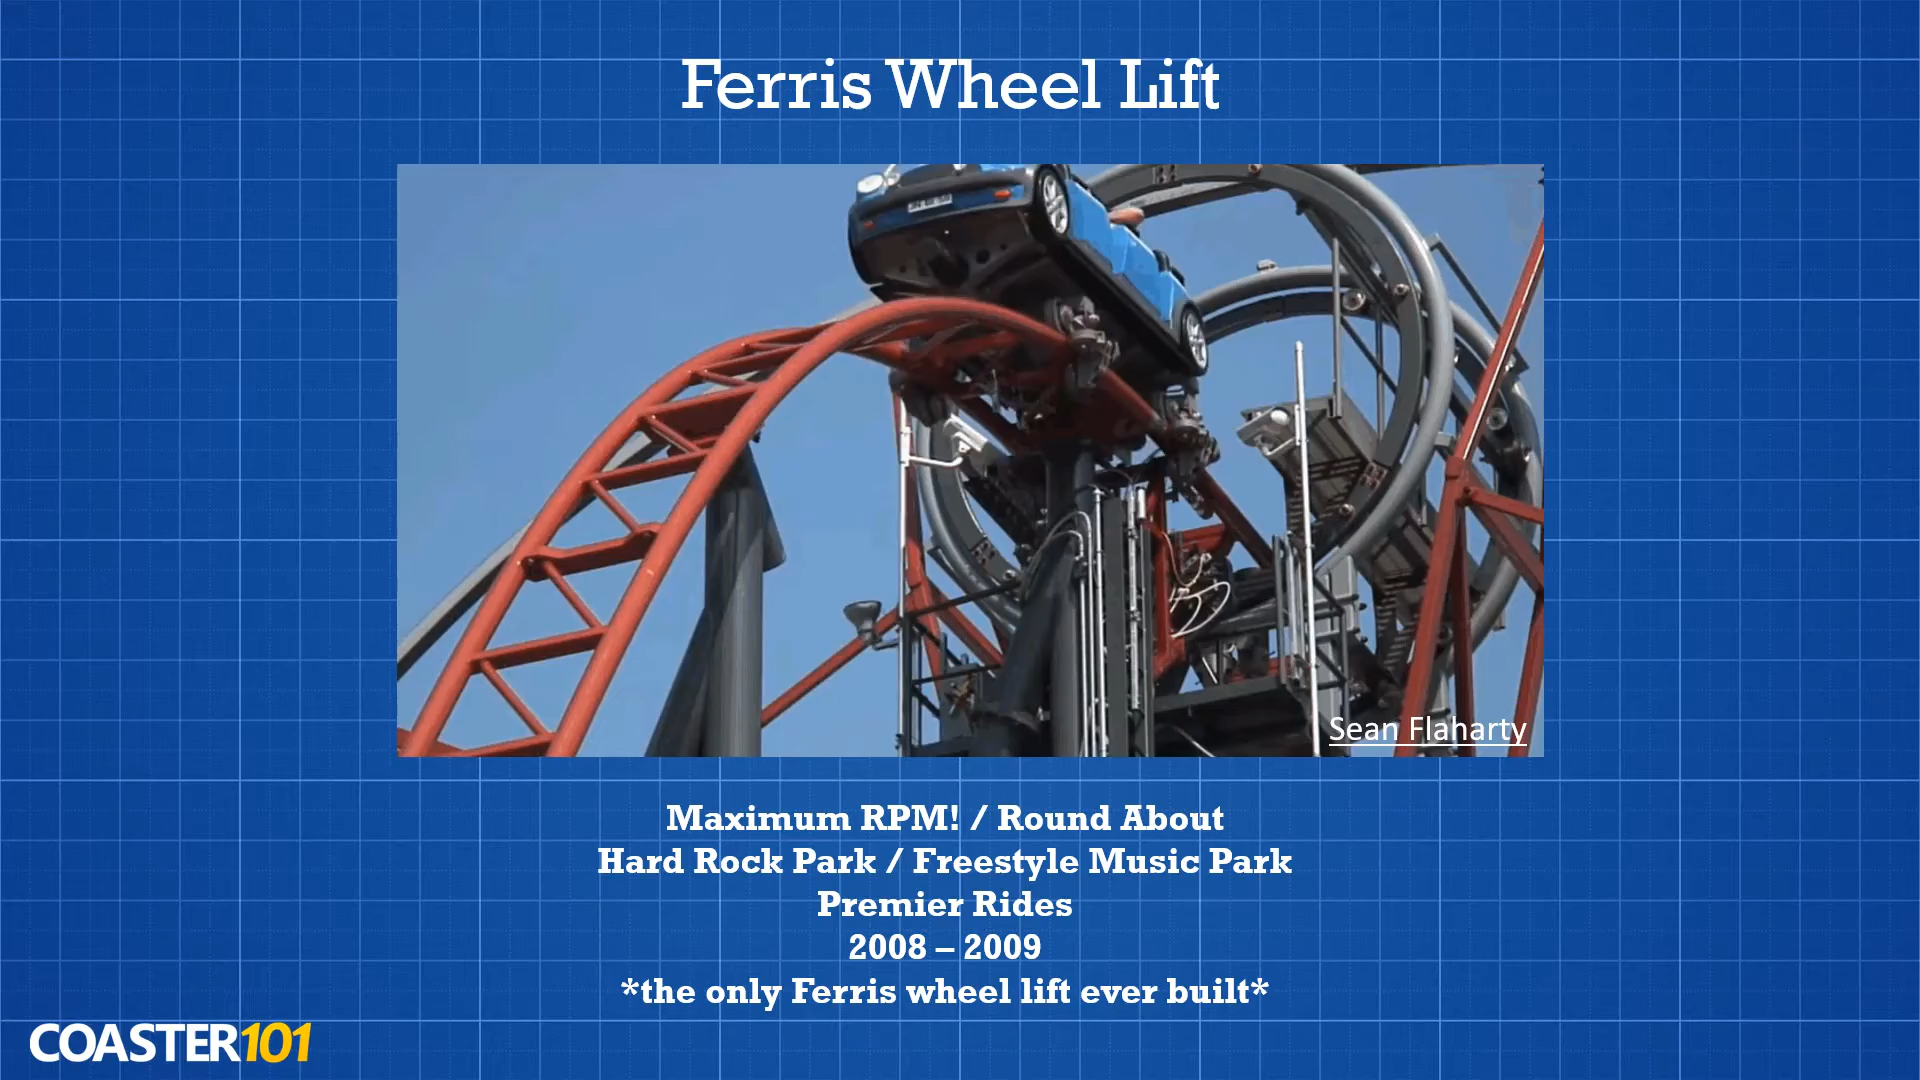 Ferris Wheel Lift
Sean Flaharty
Maximum RPM! / Round About
Hard Rock Park / Freestyle Music Park
Premier Rides
2008 – 2009
*the only Ferris wheel lift ever built*
COASTER101